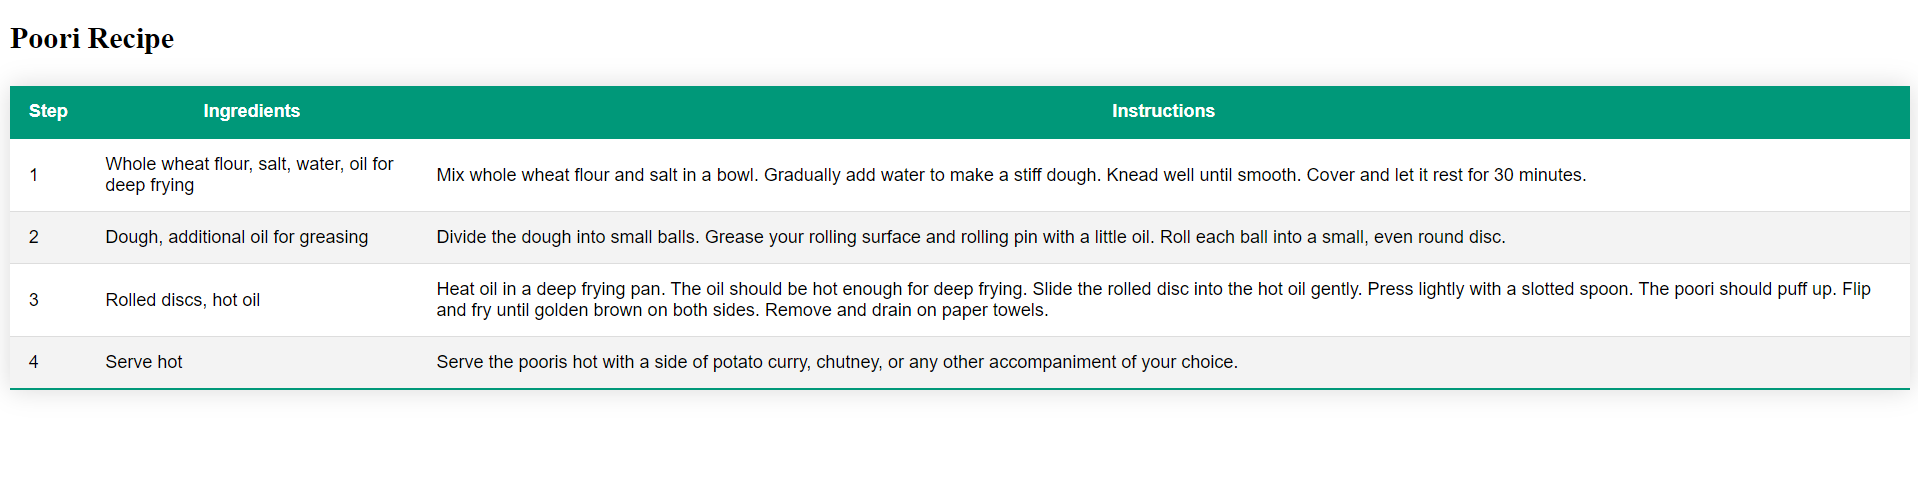 Poori Recipe
Step Ingredients Instructions
1 Whole wheat flour, salt, water, oil for deep frying Mix whole wheat flour and salt in a bowl. Gradually add water to make a stiff dough. Knead well until smooth. Cover and let it rest for 30 minutes.
2 Dough, additional oil for greasing Divide the dough into small balls. Grease your rolling surface and rolling pin with a little oil. Roll each ball into a small, even round disc.
3 Rolled discs, hot oil Heat oil in a deep frying pan. The oil should be hot enough for deep frying. Slide the rolled disc into the hot oil gently. Press lightly with a slotted spoon. The poori should puff up. Flip and fry until golden brown on both sides. Remove and drain on paper towels.
4 Serve hot Serve the pooris hot with a side of potato curry, chutney, or any other accompaniment of your choice.